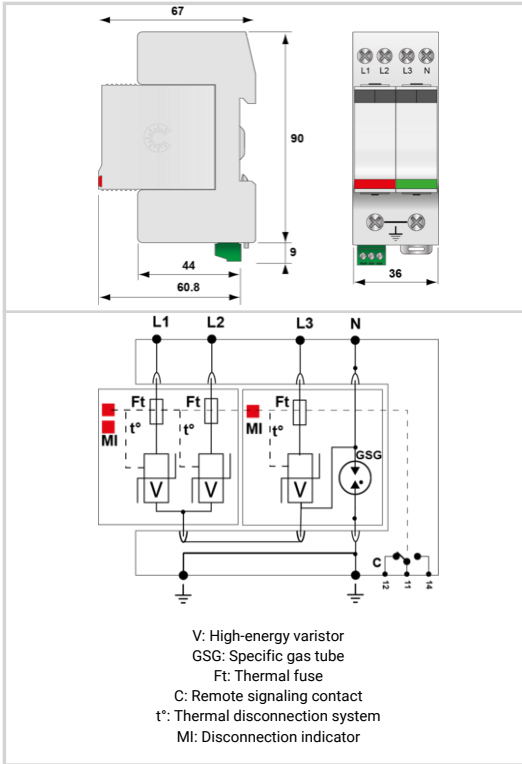 67
L1 L2 L3 N
90
9
44
60.8
36
L1 L2 L3 N
Ft Ft Ft
MI t° t° MI t° GSG
V V V
C
12 11 14
V: High-energy varistor
GSG: Specific gas tube
Ft: Thermal fuse
C: Remote signaling contact
t°: Thermal disconnection system
MI: Disconnection indicator